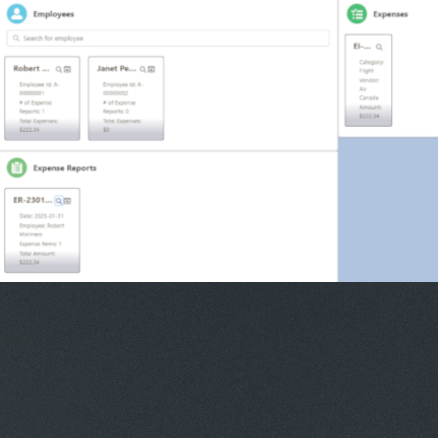 Employees
Search for employee
Robert ...
Employee Id: A-
00000001
# of Expense
Reports: 1
Total Expenses:
$222.34
Janet Pe...
Employee Id: A-
00000002
# of Expense
Reports: 0
Total Expenses:
$0
Expense Reports
ER-2301...
Date: 2023-01-31
Employee: Robert
Expense Items: 1
Total Amount:
$222.34
Expenses
EI-...
Category:
Flight
Vendor:
Air
Canada
Amount:
$222.34